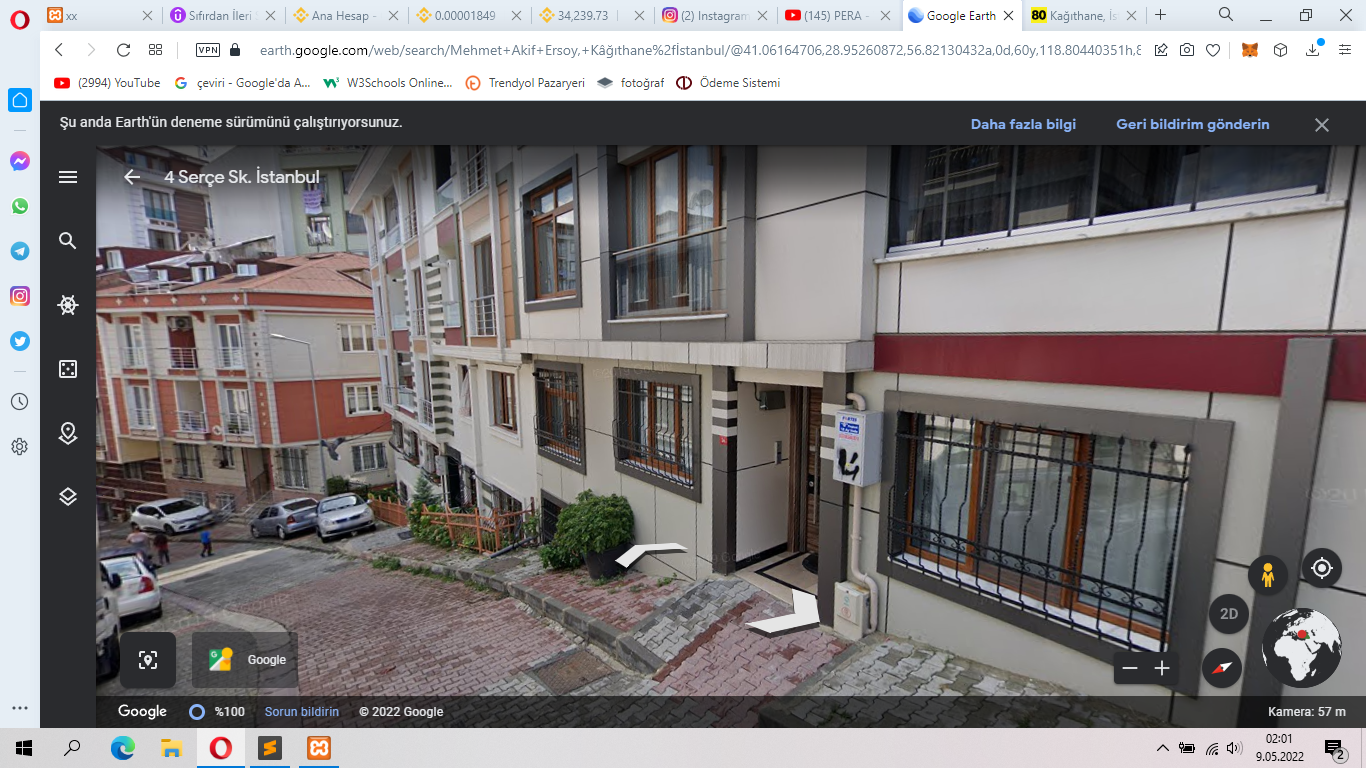 xx
Sıfırdan İleri S
Ana Hesap -
0.00001849
34,239.73
(2) Instagram
(145) PERA -
Google Earth
80 Kağıthane, İs
VPN earth.google.com/web/search/Mehmet+Akif+Ersoy,+Kâğıthane%2fİstanbul/@41.06164706,28.95260872,56.82130432a,0d,60y,118.80440351h,8
(2994) YouTube
çeviri - Google'da A...
W3Schools Online...
Trendyol Pazaryeri
fotoğraf
Ödeme Sistemi
Şu anda Earth'ün deneme sürümünü çalıştırıyorsunuz.
Daha fazla bilgi
Geri bildirim gönderin
4 Serçe Sk. İstanbul
2D
Google
Google
%100
Sorun bildirin
© 2022 Google
Kamera: 57 m
02:01
9.05.2022
2